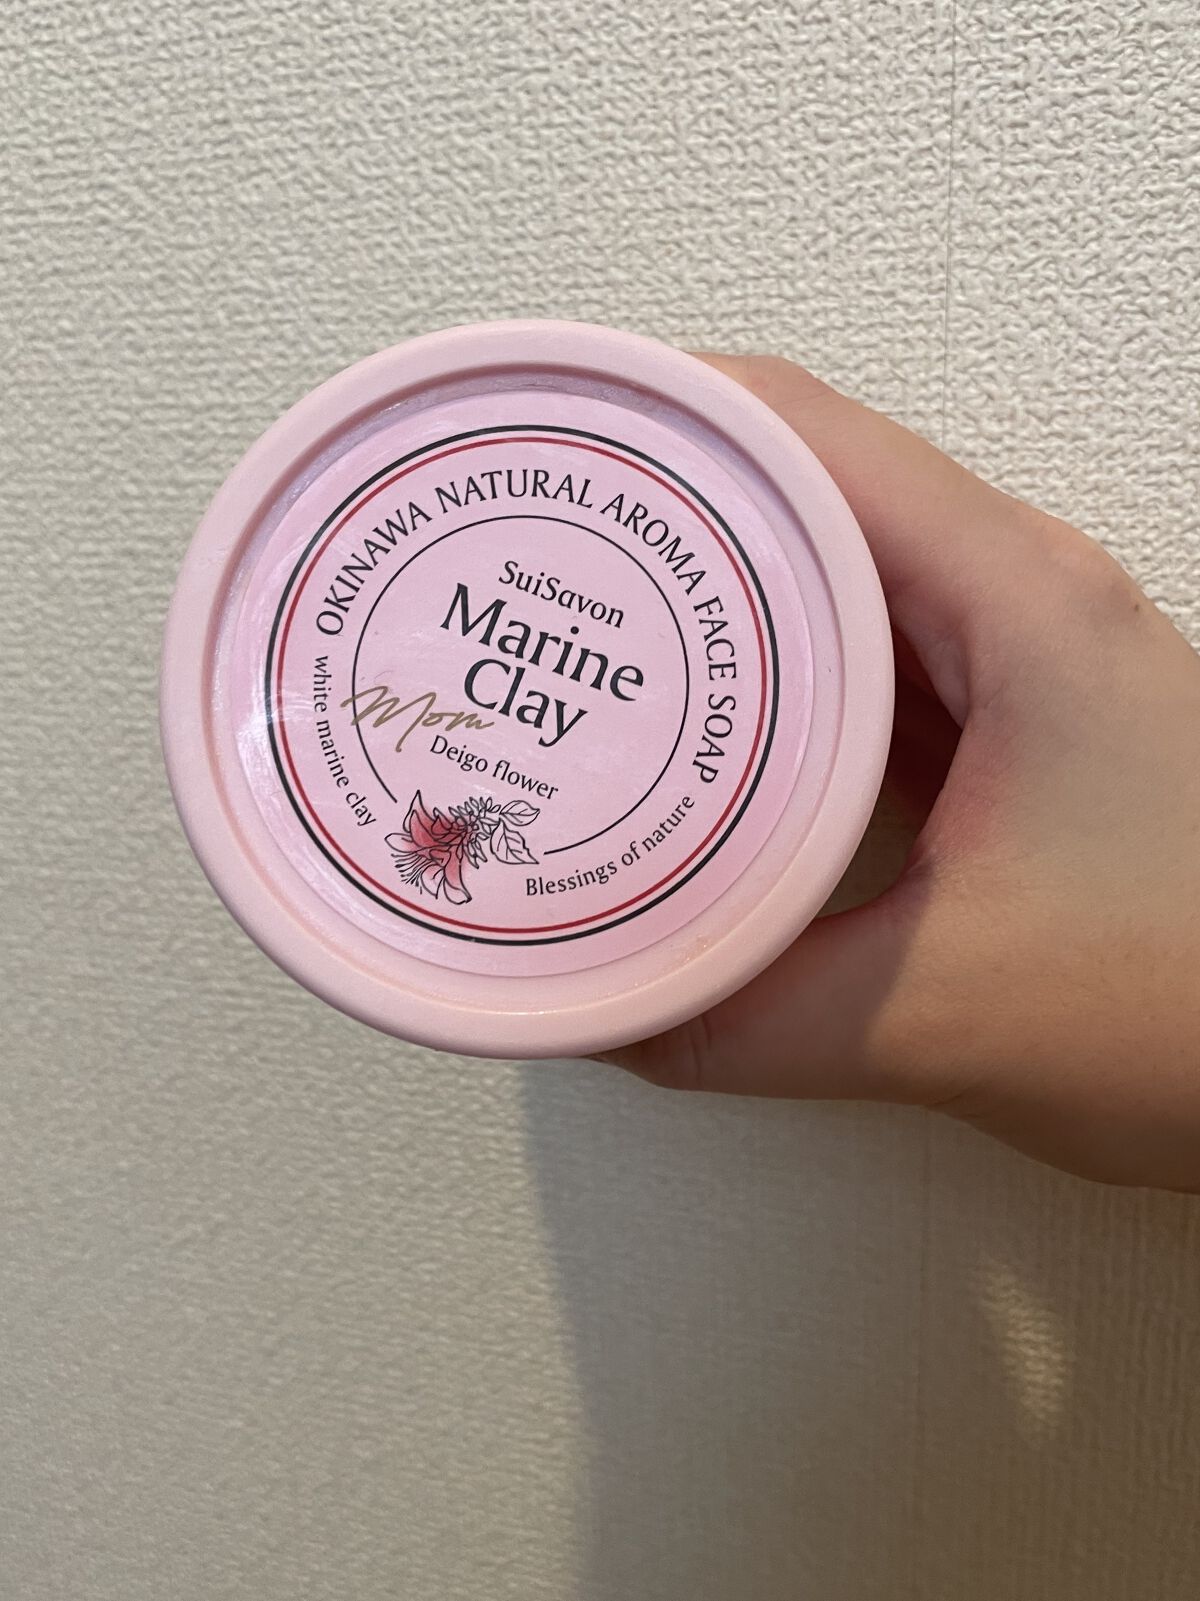 OKINAWA NATURAL AROMA FACE SOAP
SuiSavon
Marine
Clay
Mom
Deigo flower
white marine clay
Blessings of nature